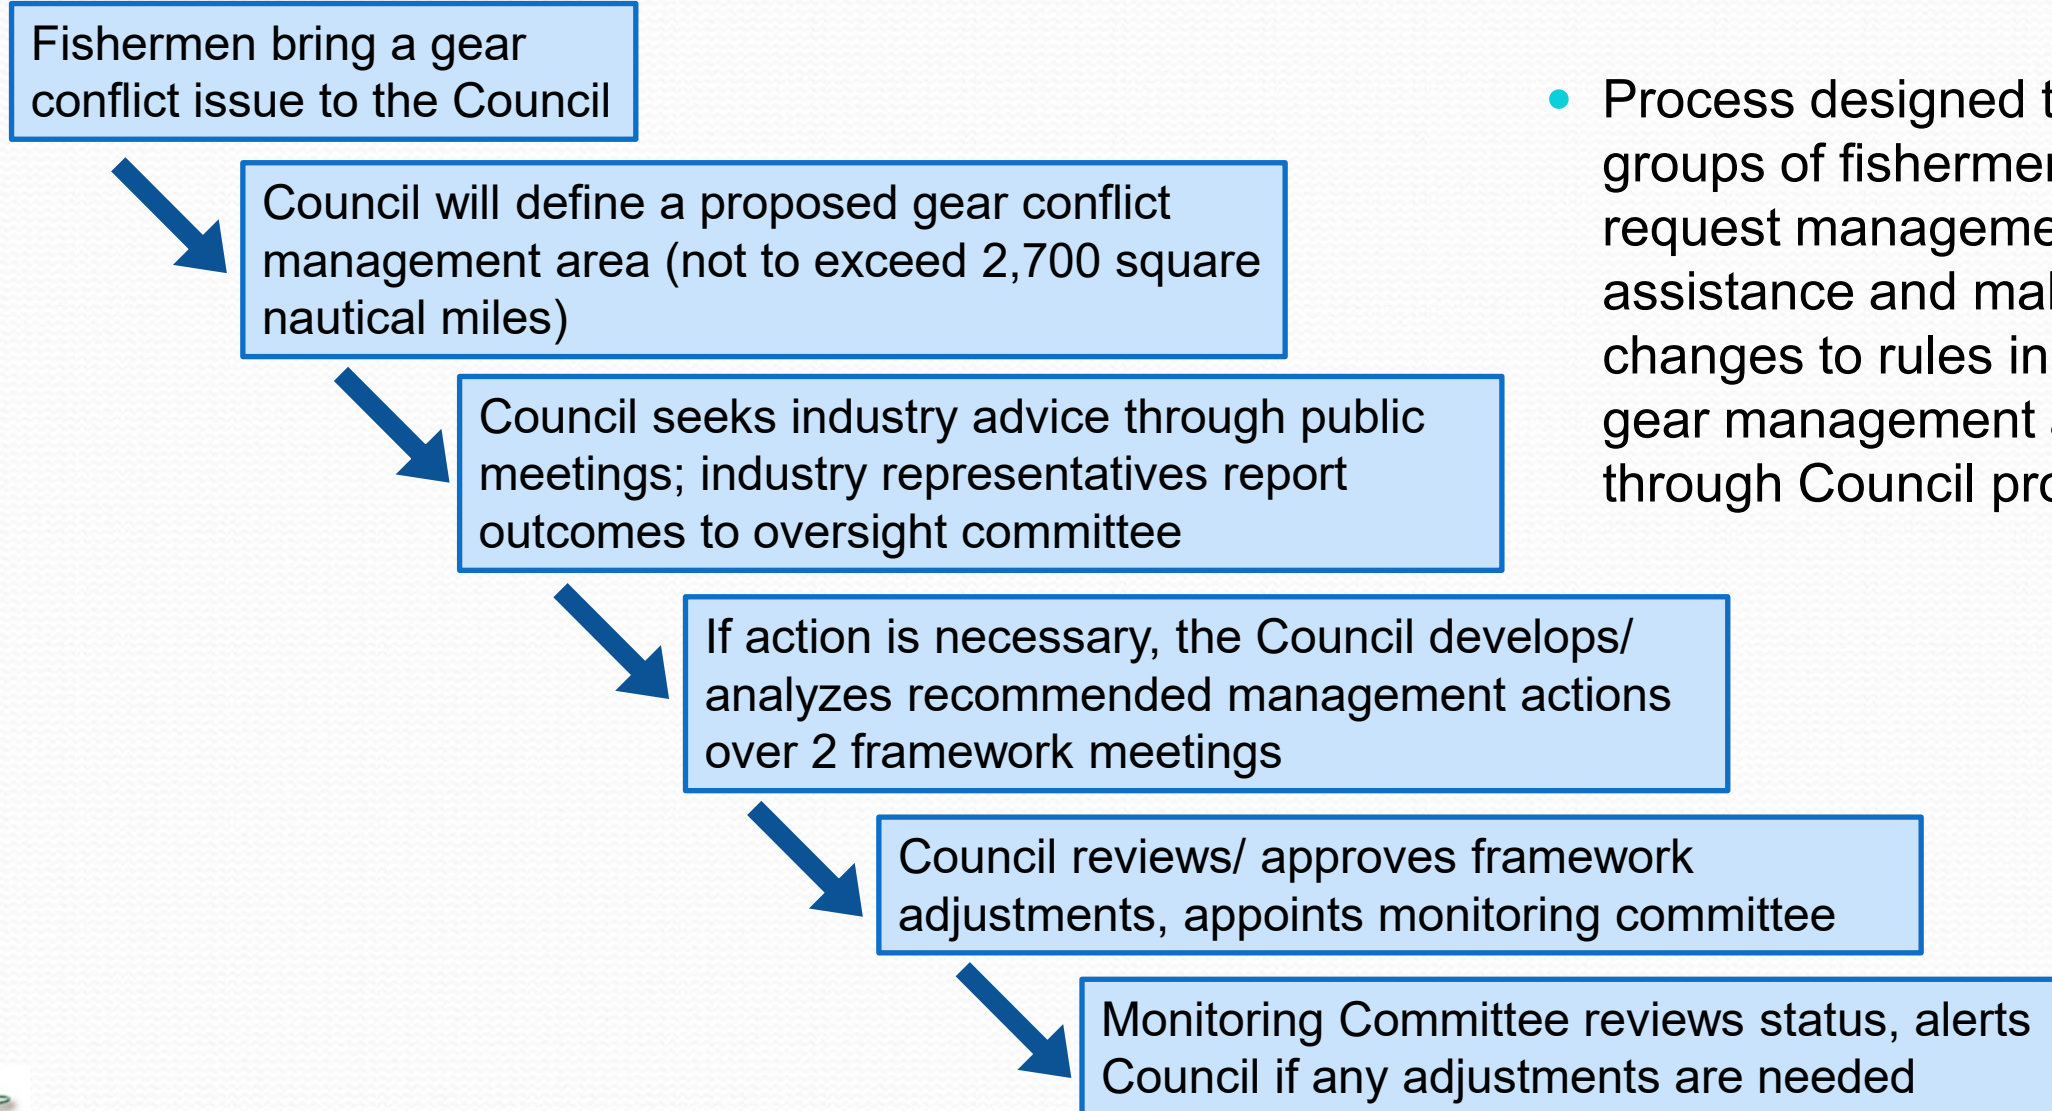 Fishermen bring a gear
conflict issue to the Council
Council will define a proposed gear conflict
management area (not to exceed 2,700 square
nautical miles)
Council seeks industry advice through public
meetings; industry representatives report
outcomes to oversight committee
If action is necessary, the Council develops/
analyzes recommended management actions
over 2 framework meetings
Council reviews/ approves framework
adjustments, appoints monitoring committee
Monitoring Committee reviews status, alerts
Council if any adjustments are needed
• Process designed
groups of
request
assistance and
changes to rules in
gear management
through Council